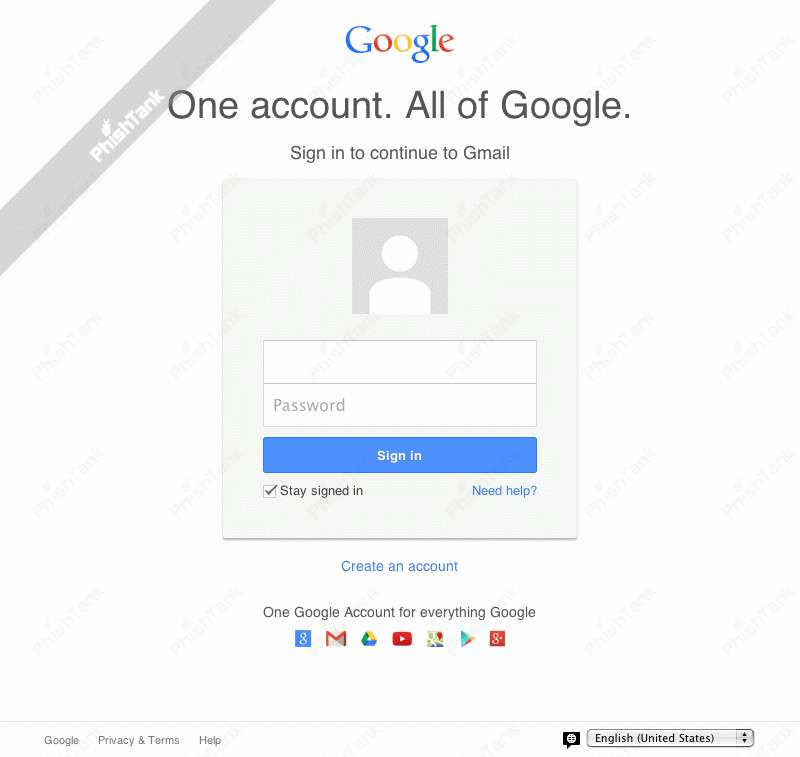 Google
PhishTank
One account. All of Google.
Sign in to continue to Gmail
Password
Sign in
Stay signed in
Need help?
Create an account
One Google Account for everything Google
Google
Privacy & Terms
Help
English (United States)